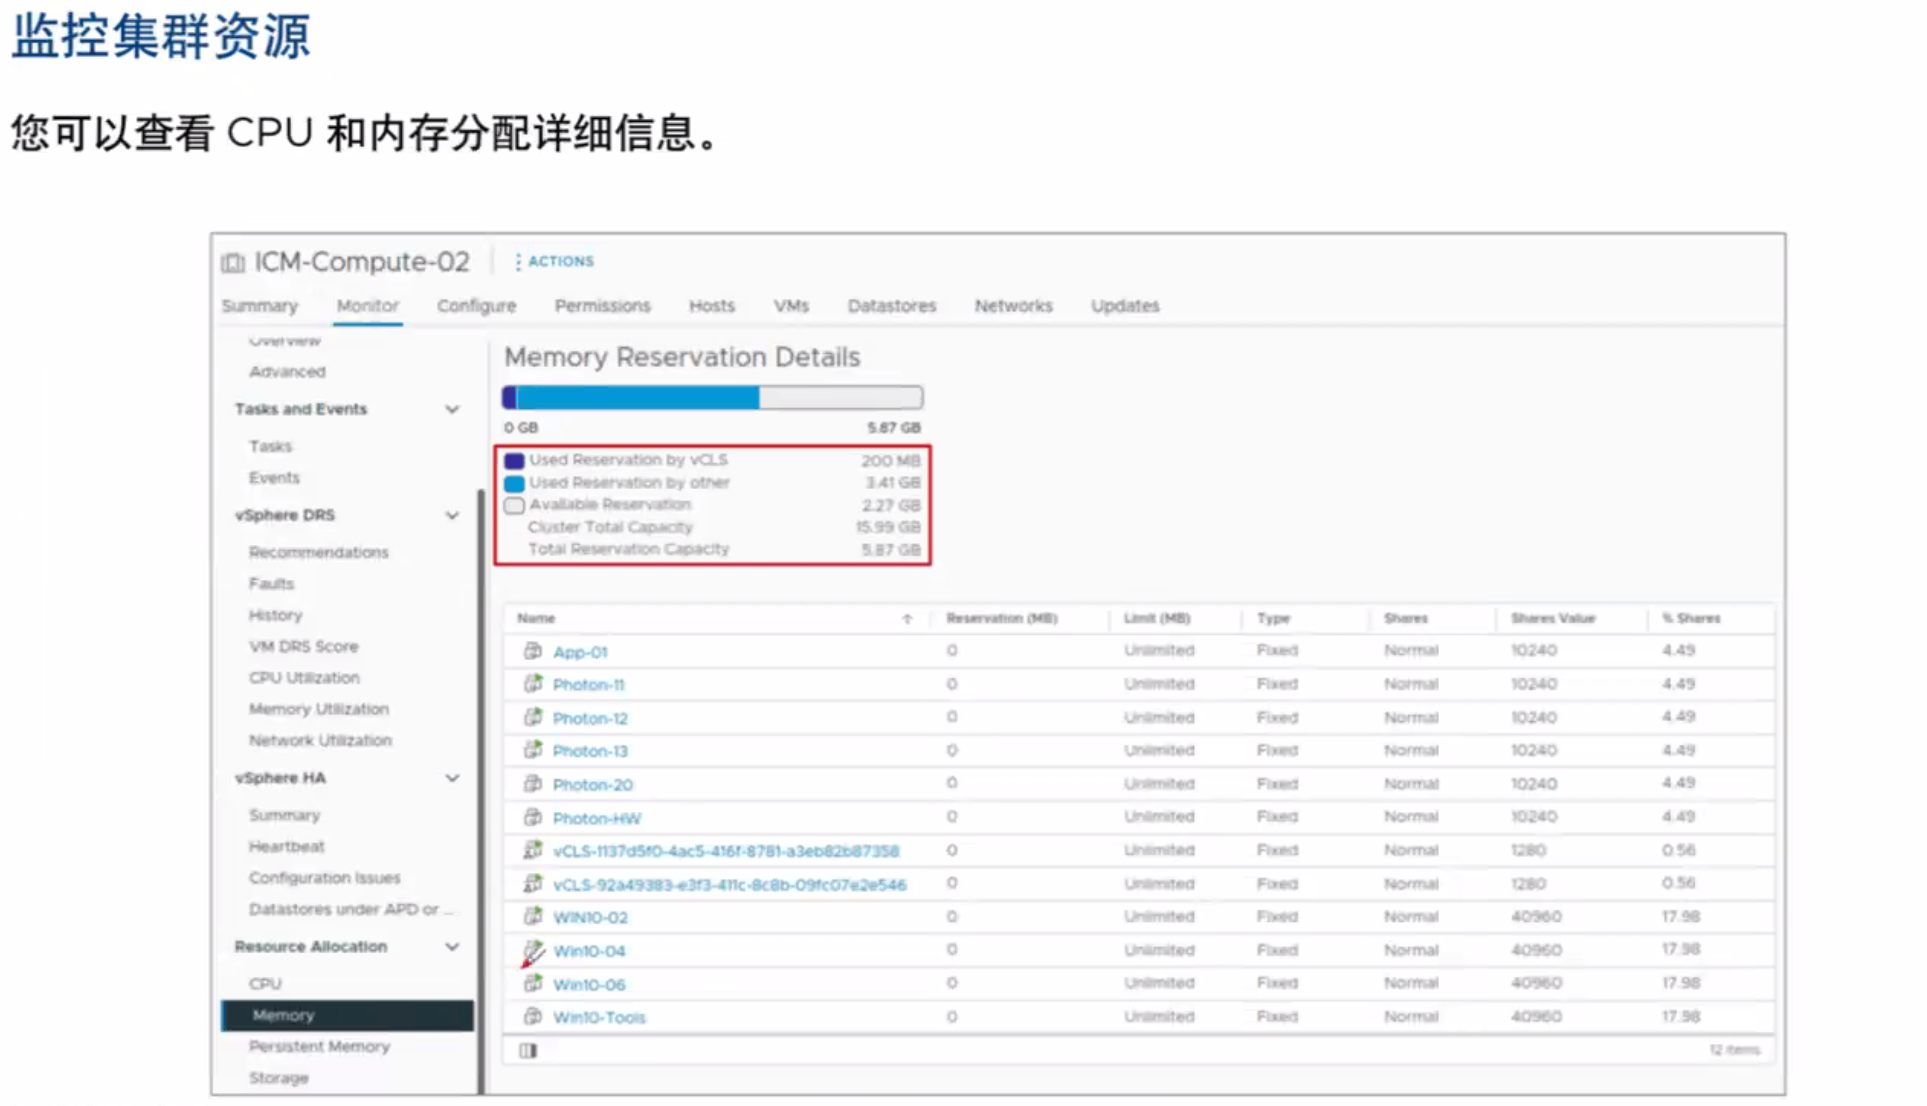 监控集群资源
您可以查看 CPU 和内存分配详细信息。
ICM-Compute-02
ACTIONS
Summary Monitor Configure Permissions Hosts VMs Datastores Networks Updates
Overview
Advanced
Tasks and Events
Tasks
Events
vSphere DRS
Recommendations
Faults
History
VM DRS Score
CPU Utilization
Memory Utilization
Network Utilization
vSphere HA
Summary
Heartbeat
Configuration Issues
Datastores under APD or ...
Resource Allocation
CPU
Memory
Persistent Memory
Storage
Memory Reservation Details
0 GB 5.87 GB
Used Reservation by vCLS 200 MB
Used Reservation by other 3.41 GB
Available Reservation 2.27 GB
Cluster Total Capacity 15.99 GB
Total Reservation Capacity 5.87 GB
Name Reservation (MB) Limit (MB) Type Shares Shares Value % Shares
App-01 0 Unlimited Fixed Normal 10240 4.49
Photon-11 0 Unlimited Fixed Normal 10240 4.49
Photon-12 0 Unlimited Fixed Normal 10240 4.49
Photon-13 0 Unlimited Fixed Normal 10240 4.49
Photon-20 0 Unlimited Fixed Normal 10240 4.49
Photon-HW 0 Unlimited Fixed Normal 10240 4.49
vCLS-1137d5f0-4ac5-416f-8781-a3eb82b87358 0 Unlimited Fixed Normal 1280 0.56
vCLS-92a49383-e3f3-411c-8c8b-09fc07e2e546 0 Unlimited Fixed Normal 1280 0.56
WIN10-02 0 Unlimited Fixed Normal 40960 17.98
Win10-04 0 Unlimited Fixed Normal 40960 17.98
Win10-06 0 Unlimited Fixed Normal 40960 17.98
Win10-Tools 0 Unlimited Fixed Normal 40960 17.98
12 items